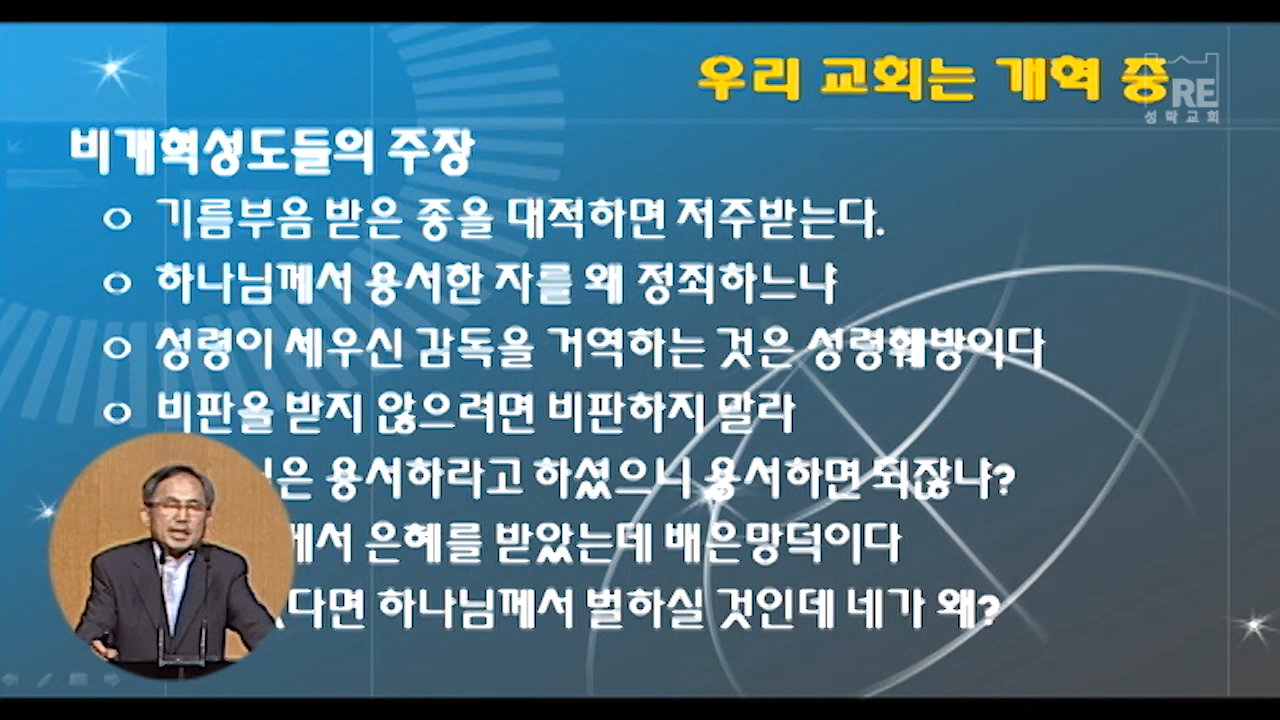 우리 교회는 개혁 중
RE
성락교회
비개혁성도들의 주장
ㅇ 기름부음 받은 종을 대적하면 저주받는다.
ㅇ 하나님께서 용서한 자를 왜 정죄하느냐
ㅇ 성령이 세우신 감독을 거역하는 것은 성령훼방이다
ㅇ 비판을 받지 않으려면 비판하지 말라
용서하라고 하셨으니 용서하면 되잖냐?
은혜를 받았는데 배은망덕이다
하나님께서 벌하실 것인데 네가 왜?